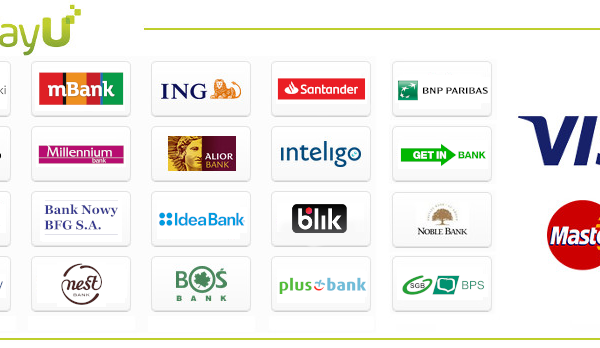 ayU
ki
mBank
ING
Santander
BNP PARIBAS
Millennium
bank
ALIOR
BANK
inteligo
GET IN BANK
VIS
Bank Nowy
BFG S.A.
IdeaBank
blik
NOBLE BANK
Maste
y
nest
BANK
BOŚ
BANK
plus bank
SGB BPS